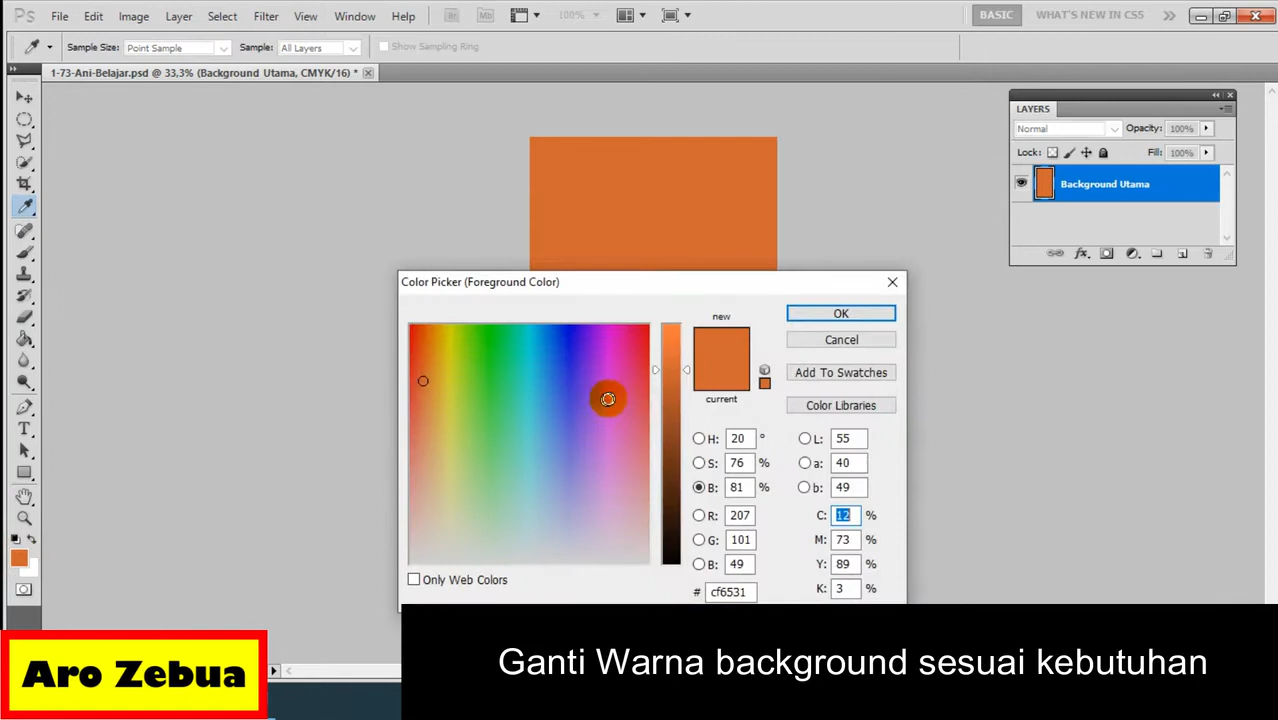 Ps File Edit Image Layer Select Filter View Window Help Br Mb 100% BASIC WHAT'S NEW IN CS5
Sample Size: Point Sample Sample: All Layers Show Sampling Ring
1-73-Ani-Belajar.psd @ 33,3% (Background Utama, CMYK/16) *
LAYERS
Normal Opacity: 100%
Lock: Fill: 100%
Background Utama
Color Picker (Foreground Color)
new
current
OK
Cancel
Add To Swatches
Color Libraries
H: 20 ° L: 55
S: 76 % a: 40
B: 81 % b: 49
R: 207 C: 12 %
G: 101 M: 73 %
B: 49 Y: 89 %
# cf6531 K: 3 %
Only Web Colors
Aro Zebua
Ganti Warna background sesuai kebutuhan